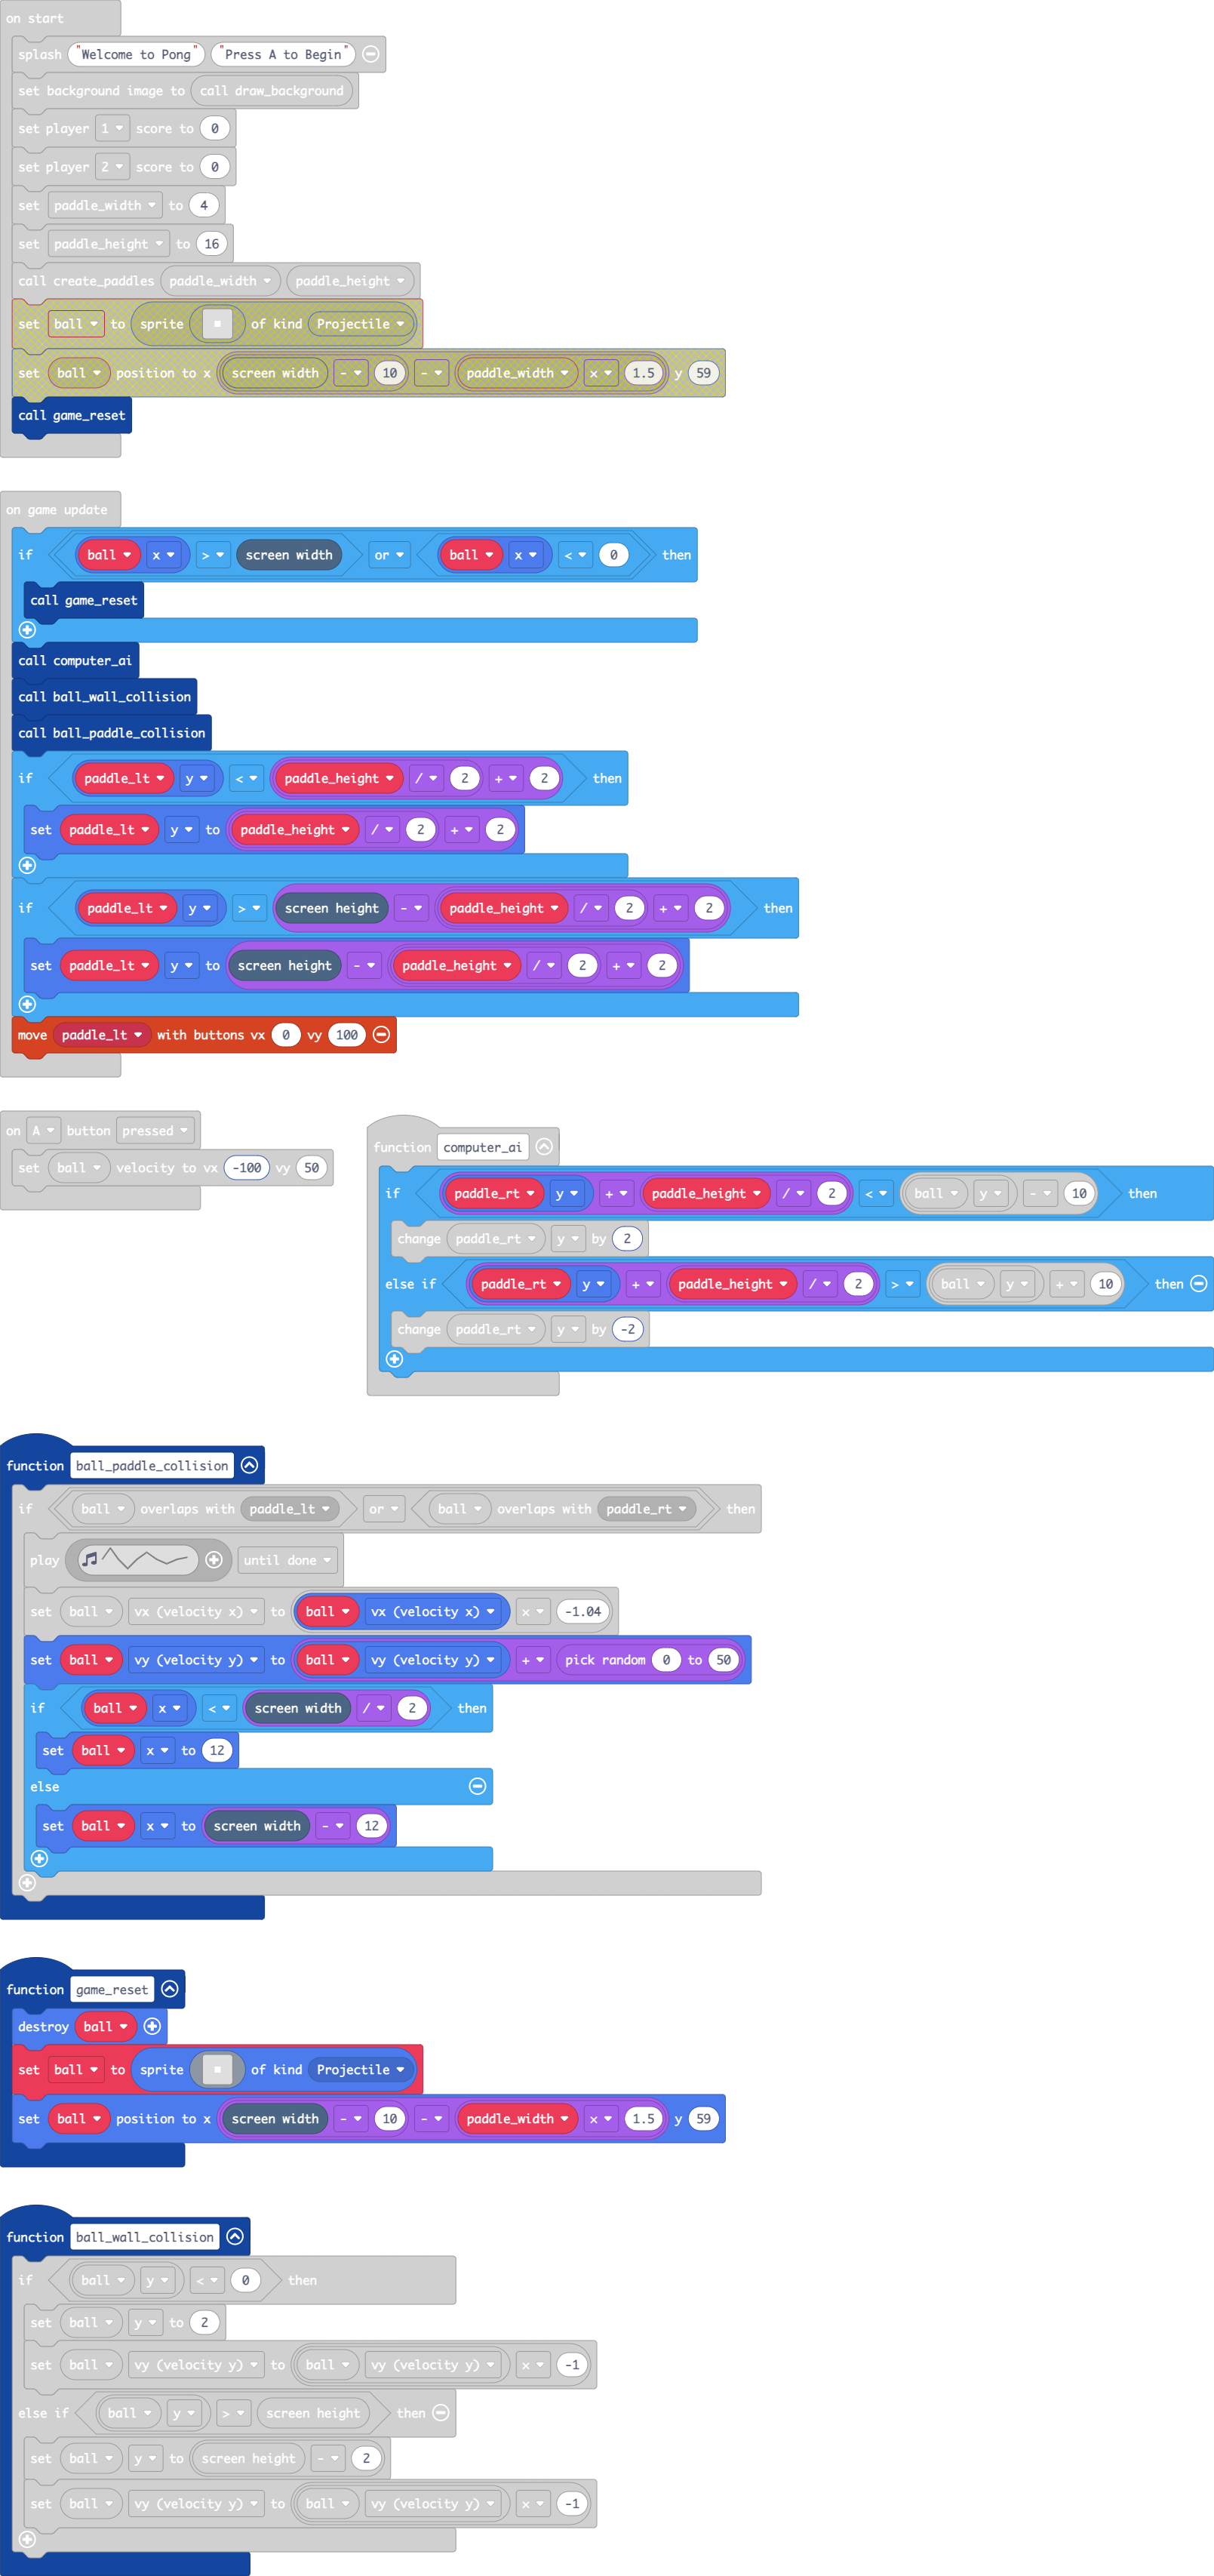 on start
splash "Welcome to Pong" "Press A to Begin"
set background image to call draw_background
set player 1 score to 0
set player 2 score to 0
set paddle_width to 4
set paddle_height to 16
call create_paddles paddle_width paddle_height
set ball to sprite of kind Projectile
set ball position to x screen width - 10 - paddle_width × 1.5 y 59
call game_reset
on game update
if ball x > screen width or ball x < 0 then
call game_reset
call computer_ai
call ball_wall_collision
call ball_paddle_collision
if paddle_lt y < paddle_height / 2 + 2 then
set paddle_lt y to paddle_height / 2 + 2
if paddle_lt y > screen height - paddle_height / 2 + 2 then
set paddle_lt y to screen height - paddle_height / 2 + 2
move paddle_lt with buttons vx 0 vy 100
on A button pressed
set ball velocity to vx -100 vy 50
function computer_ai
if paddle_rt y + paddle_height / 2 < ball y - 10 then
change paddle_rt y by 2
else if paddle_rt y + paddle_height / 2 > ball y + 10 then
change paddle_rt y by -2
function ball_paddle_collision
if ball overlaps with paddle_lt or ball overlaps with paddle_rt then
play until done
set ball vx (velocity x) to ball vx (velocity x) × -1.04
set ball vy (velocity y) to ball vy (velocity y) + pick random 0 to 50
if ball x < screen width / 2 then
set ball x to 12
else
set ball x to screen width - 12
function game_reset
destroy ball
set ball to sprite of kind Projectile
set ball position to x screen width - 10 - paddle_width × 1.5 y 59
function ball_wall_collision
if ball y < 0 then
set ball y to 2
set ball vy (velocity y) to ball vy (velocity y) × -1
else if ball y > screen height then
set ball y to screen height - 2
set ball vy (velocity y) to ball vy (velocity y) × -1